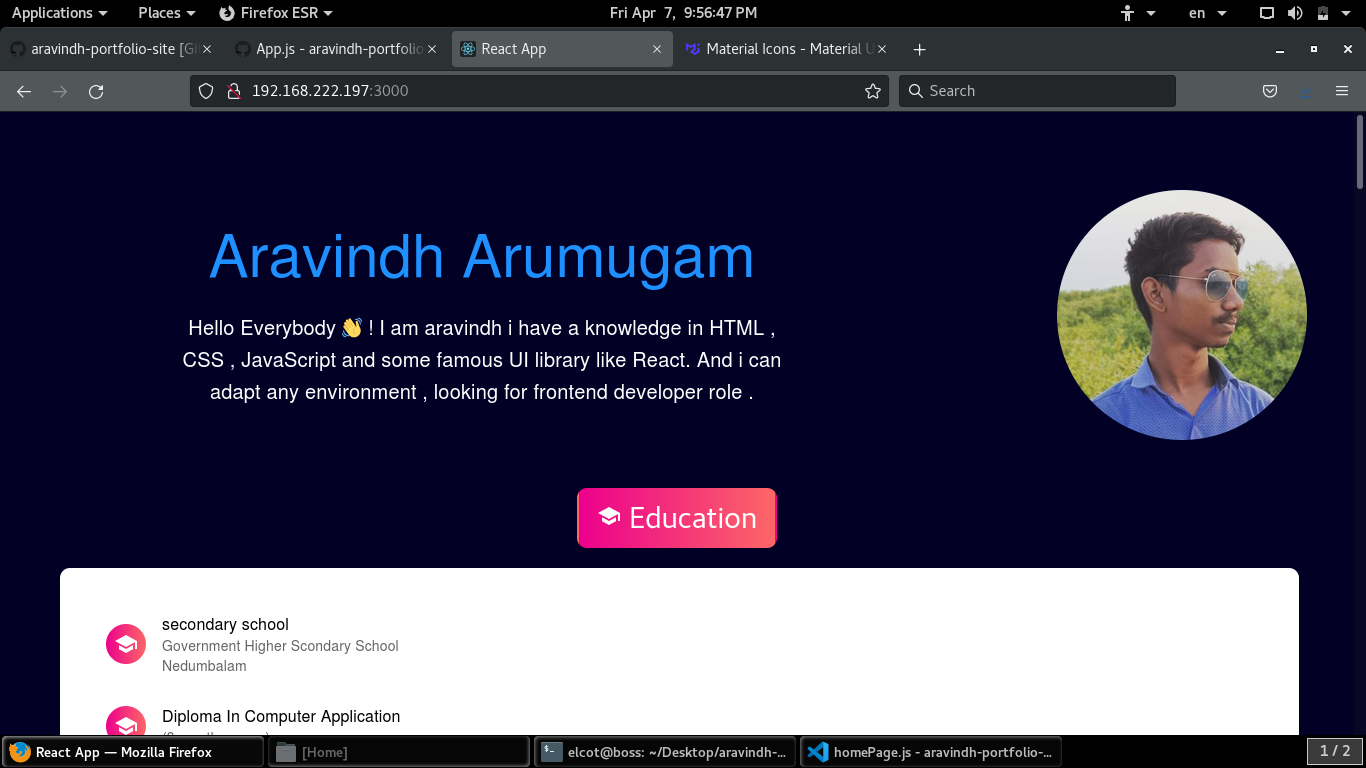 Applications Places Firefox ESR Fri Apr 7, 9:56:47 PM en
aravindh-portfolio-site [Gi App.js - aravindh-portfolio React App Material Icons - Material U
192.168.222.197:3000 Search
Aravindh Arumugam
Hello Everybody 👋 ! I am aravindh i have a knowledge in HTML ,
CSS , JavaScript and some famous UI library like React. And i can
adapt any environment , looking for frontend developer role .
Education
secondary school
Government Higher Scondary School
Nedumbalam
Diploma In Computer Application
React App — Mozilla Firefox [Home] elcot@boss: ~/Desktop/aravindh-... homePage.js - aravindh-portfolio-... 1 / 2